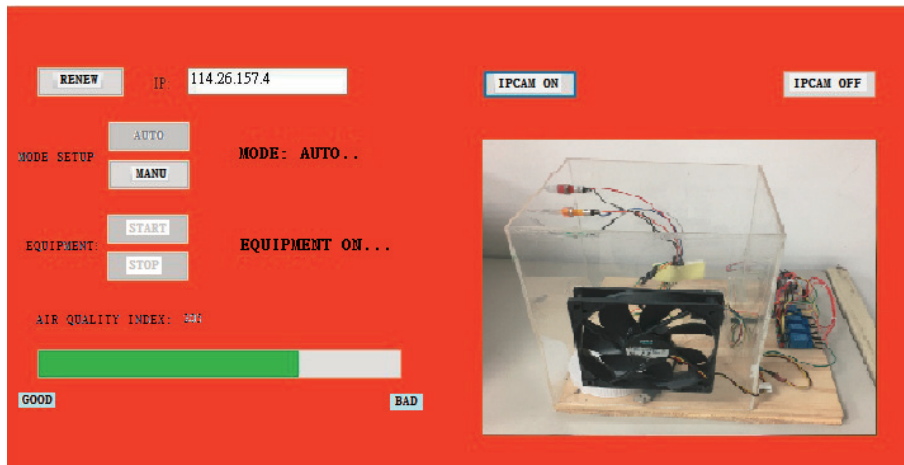 RENEW
IP:
114.26.157.4
IPCAM ON
IPCAM OFF
MODE SETUP
AUTO
MANU
MODE: AUTO..
EQUIPMENT:
START
STOP
EQUIPMENT ON...
AIR QUALITY INDEX:
GOOD
BAD